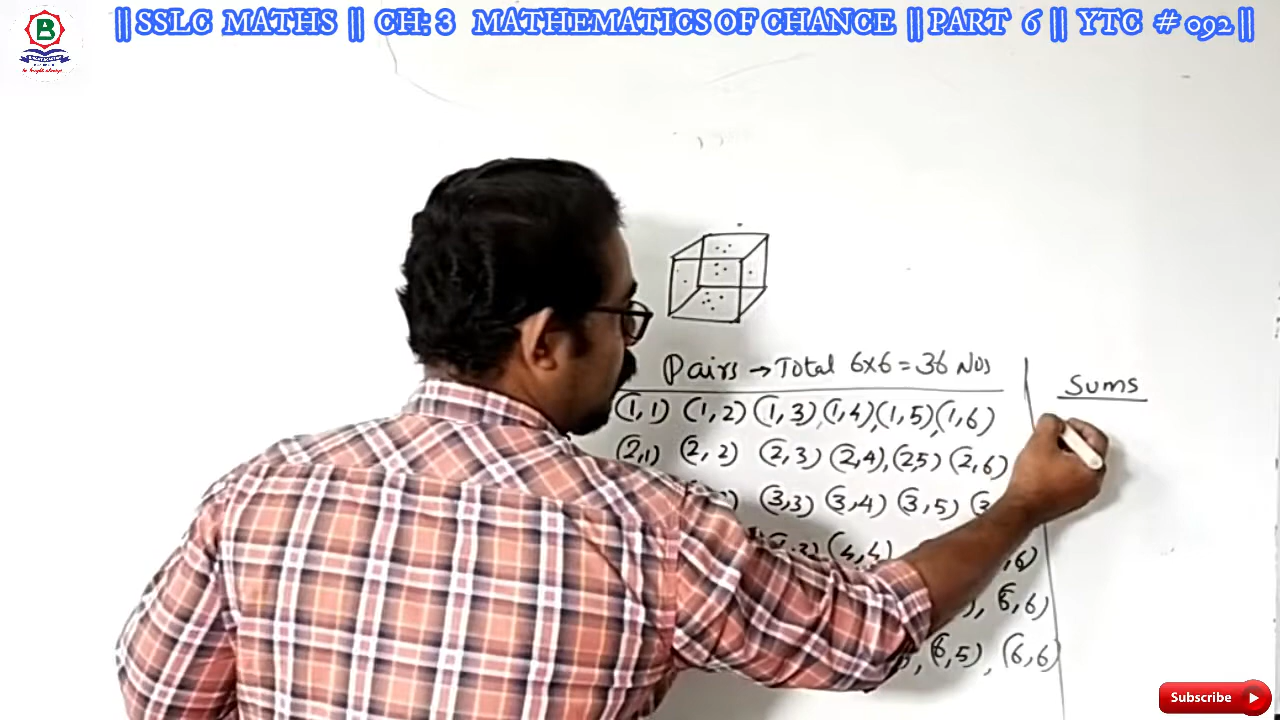 || SSLC MATHS || CH: 3 MATHEMATICS OF CHANCE || PART 6 || YTC # 092 ||
B
Pairs → Total 6x6 = 36 Nos
Sums
(1, 1) (1, 2) (1, 3), (1, 4), (1, 5), (1, 6)
(2,1) (2, 2) (2, 3) (2, 4), (2 5) (2, 6)
(3,3) (3, 4) (3, 5) (3
(4,4) , 6)
), (6, 6)
, (6, 5), (6, 6)
Subscribe